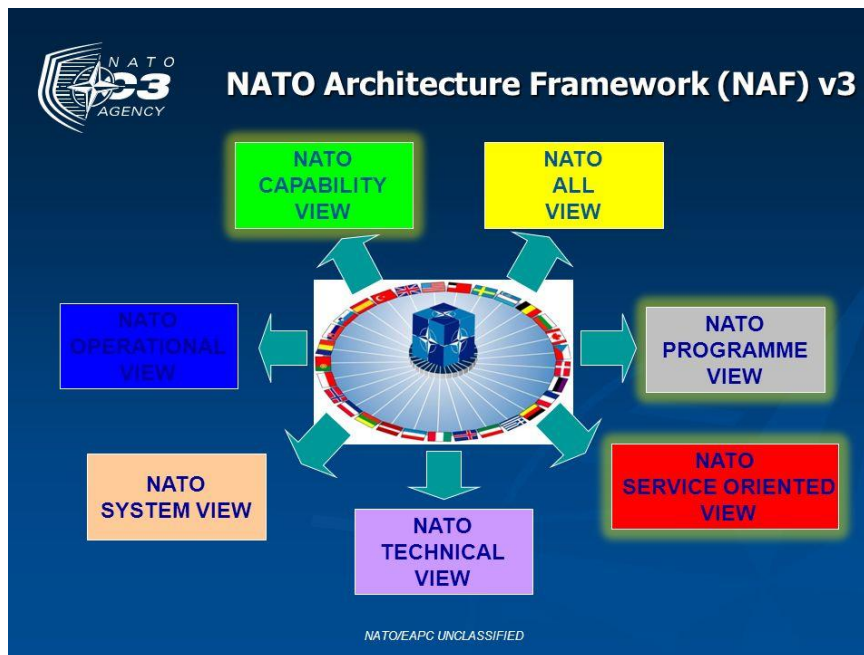 NATO
C3
AGENCY
NATO Architecture Framework (NAF) v3
NATO
CAPABILITY
VIEW
NATO
ALL
VIEW
NATO
OPERATIONAL
VIEW
NATO
PROGRAMME
VIEW
NATO
SYSTEM VIEW
NATO
SERVICE ORIENTED
VIEW
NATO
TECHNICAL
VIEW
NATO/EAPC UNCLASSIFIED